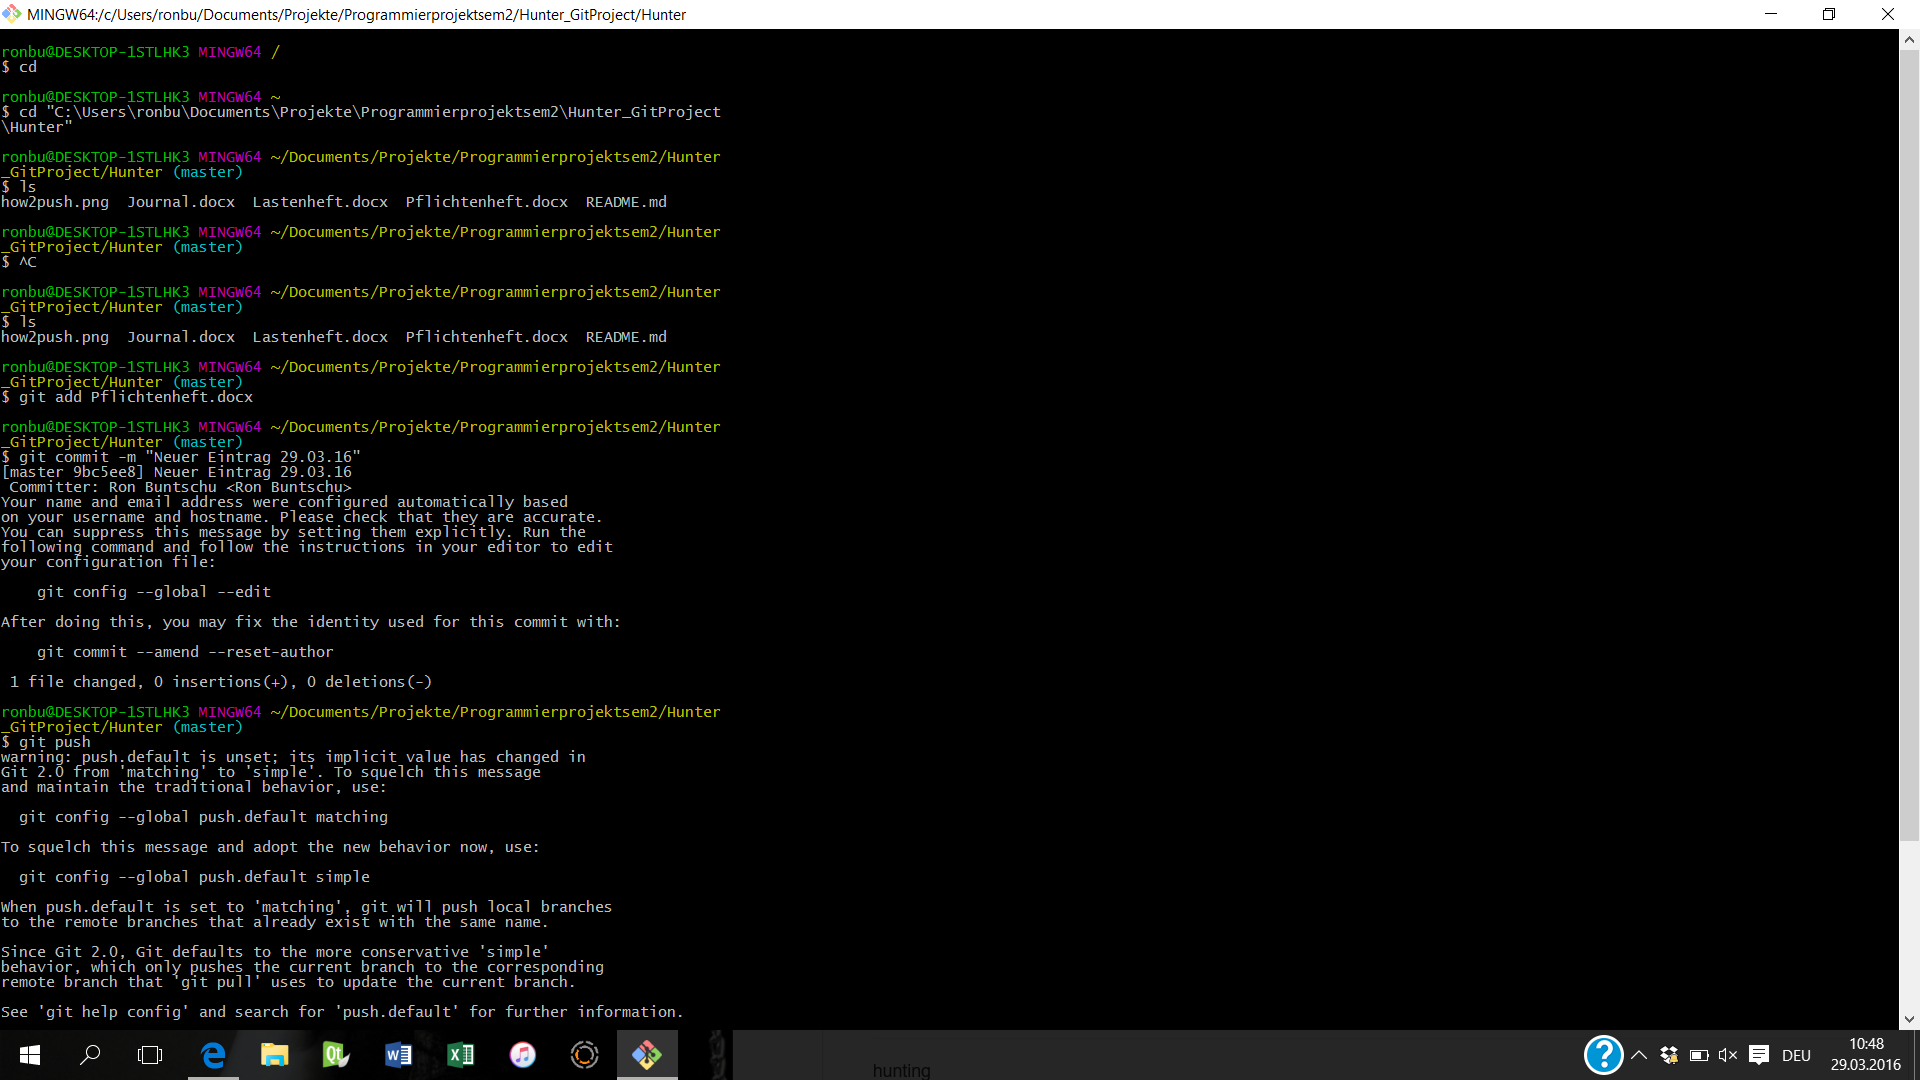 MINGW64:/c/Users/ronbu/Documents/Projekte/Programmierprojektsem2/Hunter_GitProject/Hunter
ronbu@DESKTOP-1STLHK3 MINGW64 /
$ cd
ronbu@DESKTOP-1STLHK3 MINGW64 ~
$ cd "C:\Users\ronbu\Documents\Projekte\Programmierprojektsem2\Hunter_GitProject
\Hunter"
ronbu@DESKTOP-1STLHK3 MINGW64 ~/Documents/Projekte/Programmierprojektsem2/Hunter
_GitProject/Hunter (master)
$ ls
how2push.png  Journal.docx  Lastenheft.docx  Pflichtenheft.docx  README.md
ronbu@DESKTOP-1STLHK3 MINGW64 ~/Documents/Projekte/Programmierprojektsem2/Hunter
_GitProject/Hunter (master)
$ ^C
ronbu@DESKTOP-1STLHK3 MINGW64 ~/Documents/Projekte/Programmierprojektsem2/Hunter
_GitProject/Hunter (master)
$ ls
how2push.png  Journal.docx  Lastenheft.docx  Pflichtenheft.docx  README.md
ronbu@DESKTOP-1STLHK3 MINGW64 ~/Documents/Projekte/Programmierprojektsem2/Hunter
_GitProject/Hunter (master)
$ git add Pflichtenheft.docx
ronbu@DESKTOP-1STLHK3 MINGW64 ~/Documents/Projekte/Programmierprojektsem2/Hunter
_GitProject/Hunter (master)
$ git commit -m "Neuer Eintrag 29.03.16"
[master 9bc5ee8] Neuer Eintrag 29.03.16
 Committer: Ron Buntschu <Ron Buntschu>
Your name and email address were configured automatically based
on your username and hostname. Please check that they are accurate.
You can suppress this message by setting them explicitly. Run the
following command and follow the instructions in your editor to edit
your configuration file:
    git config --global --edit
After doing this, you may fix the identity used for this commit with:
    git commit --amend --reset-author
 1 file changed, 0 insertions(+), 0 deletions(-)
ronbu@DESKTOP-1STLHK3 MINGW64 ~/Documents/Projekte/Programmierprojektsem2/Hunter
_GitProject/Hunter (master)
$ git push
warning: push.default is unset; its implicit value has changed in
Git 2.0 from 'matching' to 'simple'. To squelch this message
and maintain the traditional behavior, use:
  git config --global push.default matching
To squelch this message and adopt the new behavior now, use:
  git config --global push.default simple
When push.default is set to 'matching', git will push local branches
to the remote branches that already exist with the same name.
Since Git 2.0, Git defaults to the more conservative 'simple'
behavior, which only pushes the current branch to the corresponding
remote branch that 'git pull' uses to update the current branch.
See 'git help config' and search for 'push.default' for further information.
hunting
DEU
10:48
29.03.2016